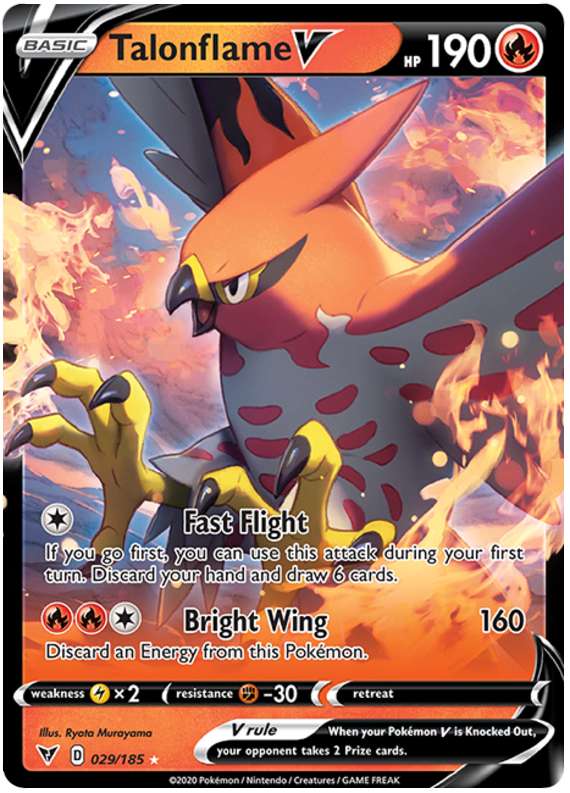 BASIC Talonflame V HP 190
Fast Flight
If you go first, you can use this attack during your first
turn. Discard your hand and draw 6 cards.
Bright Wing 160
Discard an Energy from this Pokémon.
weakness ×2 resistance -30 retreat
Illus. Ryota Murayama
V rule When your Pokémon V is Knocked Out,
your opponent takes 2 Prize cards.
D 029/185
©2020 Pokémon / Nintendo / Creatures / GAME FREAK